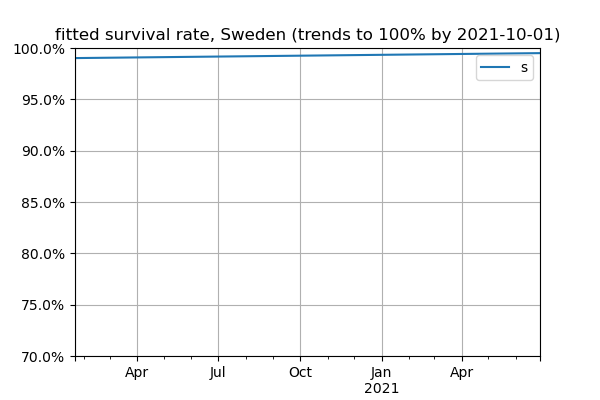 fitted survival rate, Sweden (trends to 100% by 2021-10-01)
100.0%
s
95.0%
90.0%
85.0%
80.0%
75.0%
70.0%
Apr Jul Oct Jan Apr
2021